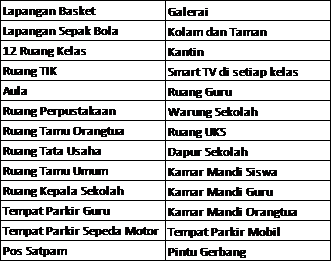 Lapangan Basket
Galerai
Lapangan Sepak Bola
Kolam dan Taman
12 Ruang Kelas
Kantin
Ruang TIK
Smart TV di setiap kelas
Aula
Ruang Guru
Ruang Perpustakaan
Warung Sekolah
Ruang Tamu Orangtua
Ruang UKS
Ruang Tata Usaha
Dapur Sekolah
Ruang Tamu Umum
Kamar Mandi Siswa
Ruang Kepala Sekolah
Kamar Mandi Guru
Tempat Parkir Guru
Kamar Mandi Orangtua
Tempat Parkir Sepeda Motor
Tempat Parkir Mobil
Pos Satpam
Pintu Gerbang